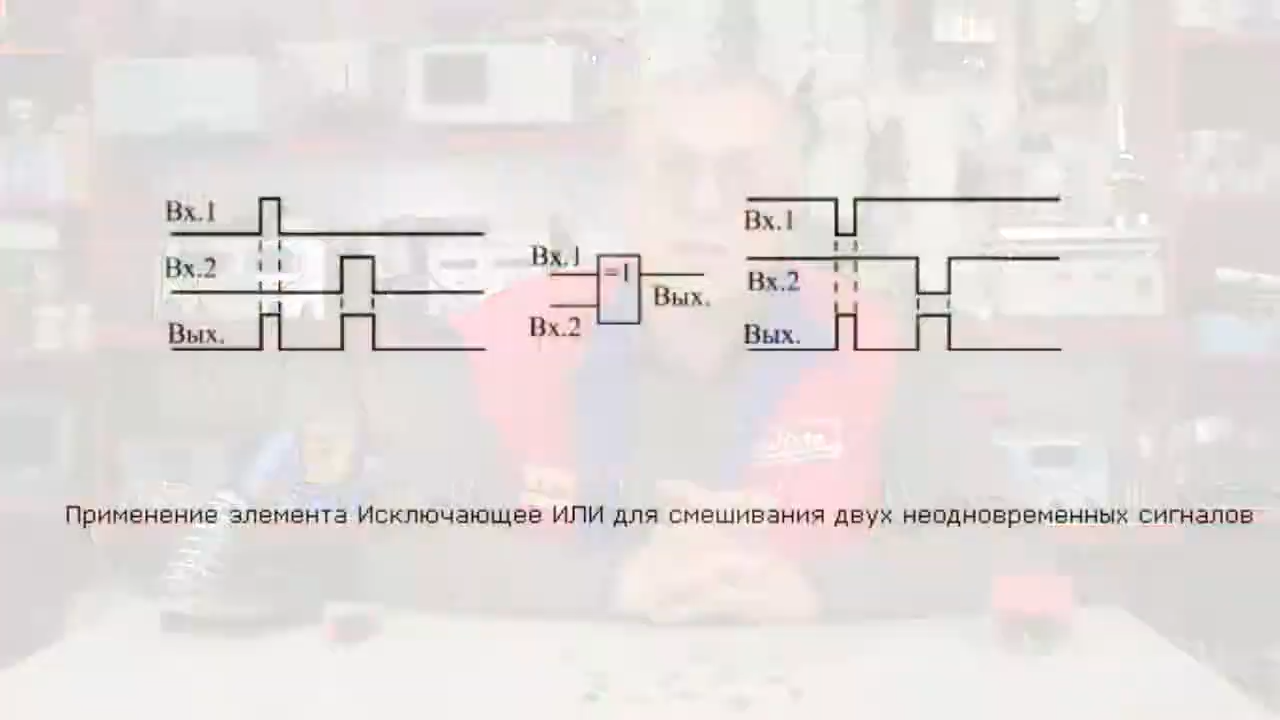 Вх.1
Вх.2
Вых.
Вх.1
=1
Вых.
Вх.2
Вх.1
Вх.2
Вых.
Применение элемента Исключающее ИЛИ для смешивания двух неодновременных сигналов